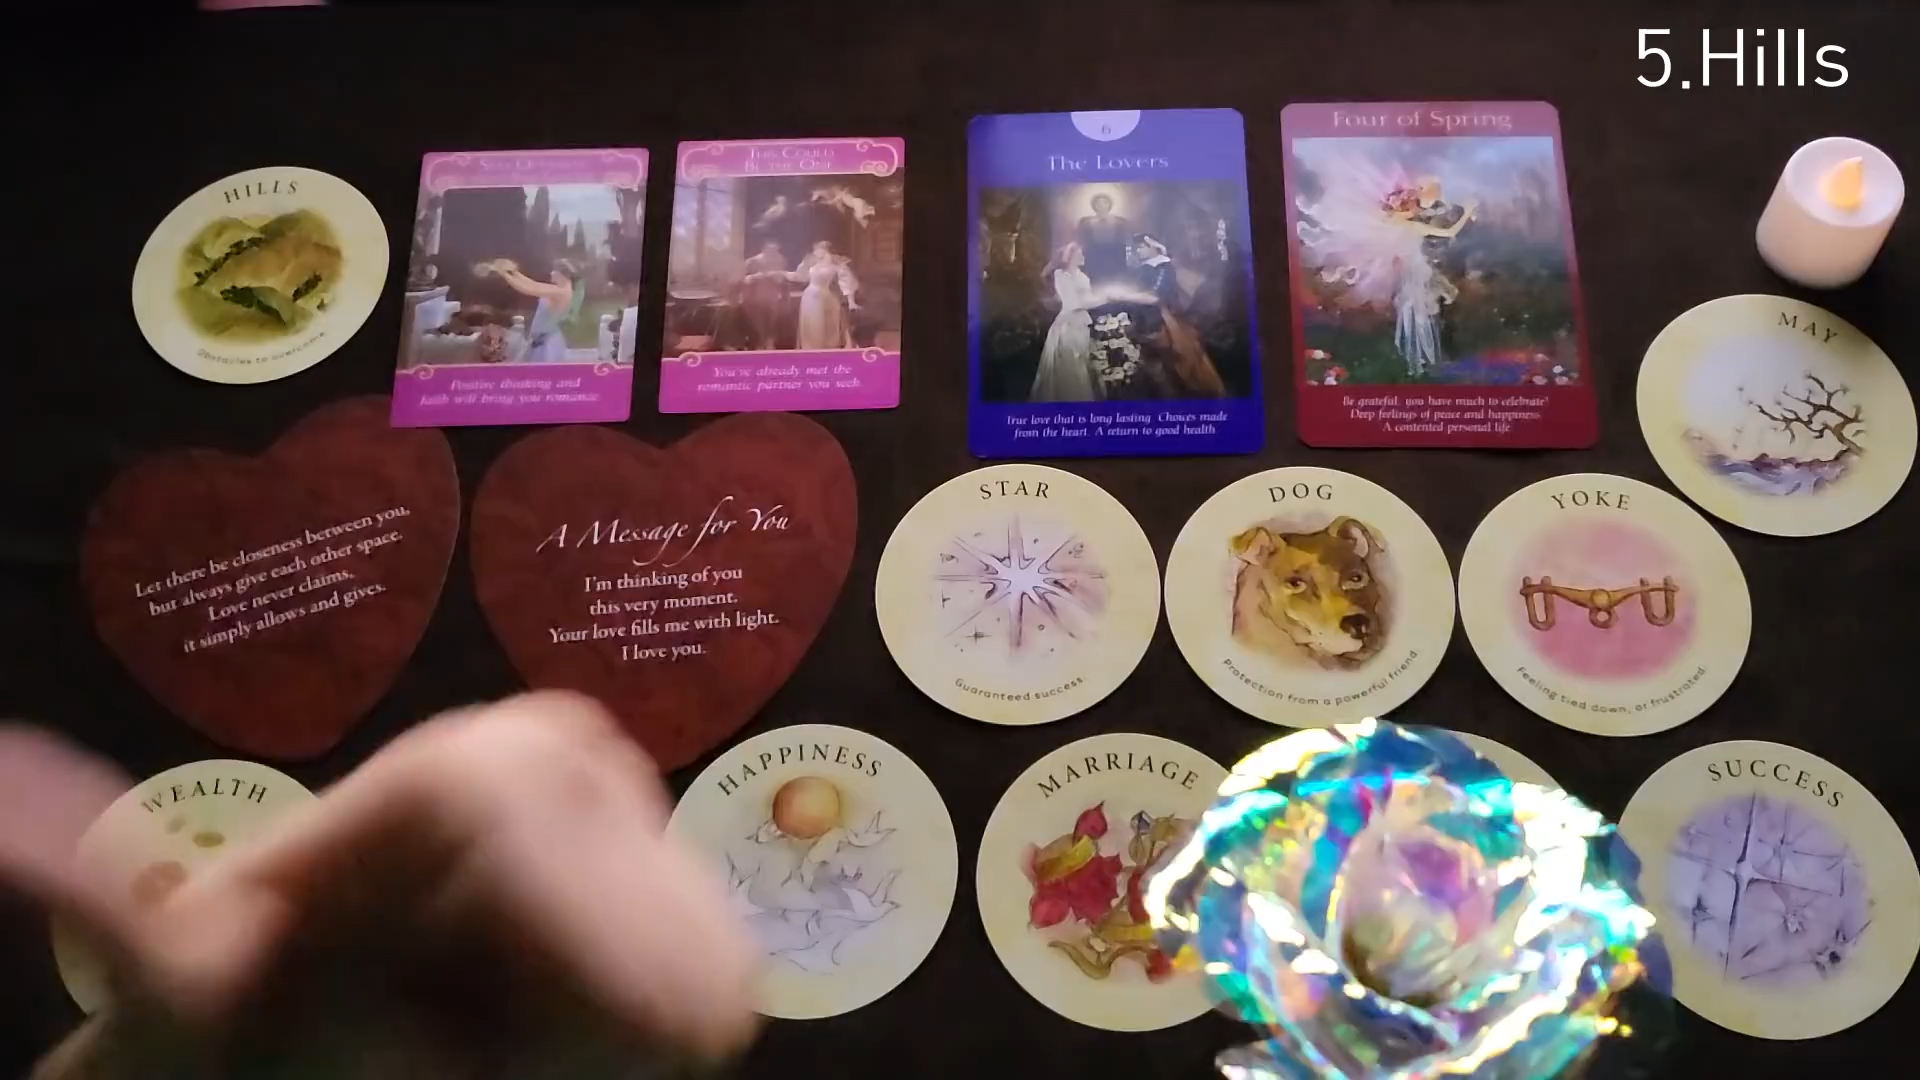 5.Hills
HILLS
Obstacles to overcome.
Positive thinking and
faith will bring you romance.
THIS COULD
BE THE ONE
You've already met the
romantic partner you seek.
6
The Lovers
True love that is long lasting. Choices made
from the heart. A return to good health.
Four of Spring
Be grateful, you have much to celebrate!
Deep feelings of peace and happiness.
A contented personal life.
MAY
Let there be closeness between you,
but always give each other space.
Love never claims,
it simply allows and gives.
A Message for You
I'm thinking of you
this very moment.
Your love fills me with light.
I love you.
STAR
Guaranteed success.
DOG
Protection from a powerful friend.
YOKE
Feeling tied down, or frustrated.
WEALTH
HAPPINESS
MARRIAGE
SUCCESS